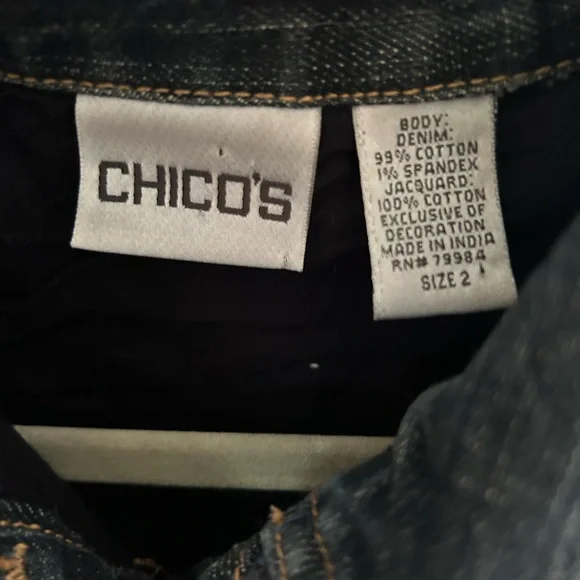 CHICO'S
BODY:
DENIM:
99% COTTON
1% SPANDEX
JACQUARD:
100% COTTON
EXCLUSIVE OF
DECORATION
MADE IN INDIA
RN# 79984
SIZE 2